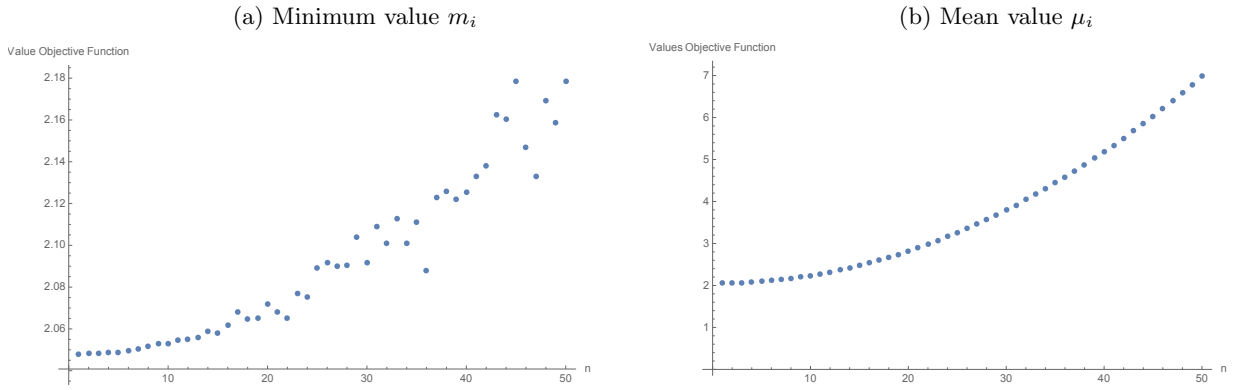 (a) Minimum value m_i
Value Objective Function
2.18
2.16
2.14
2.12
2.10
2.08
2.06
10 20 30 40 50 n
(b) Mean value μ_i
Values Objective Function
7
6
5
4
3
2
1
10 20 30 40 50 n